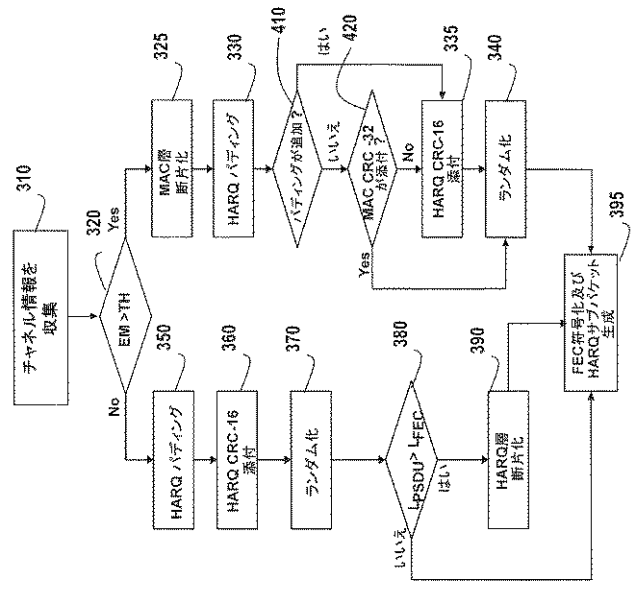 310
チャネル情報を
収集
320
EM >TH
Yes
No
325
MAC層
断片化
330
HARQ パディング
410
パディングが追加？
はい
いいえ
420
MAC CRC -32
が添付？
Yes
No
335
HARQ CRC-16
添付
340
ランダム化
350
HARQ パディング
360
HARQ CRC-16
添付
370
ランダム化
380
LPSDU> LFEC
いいえ
はい
390
HARQ層
断片化
395
FEC符号化及び
HARQサブパケット
生成